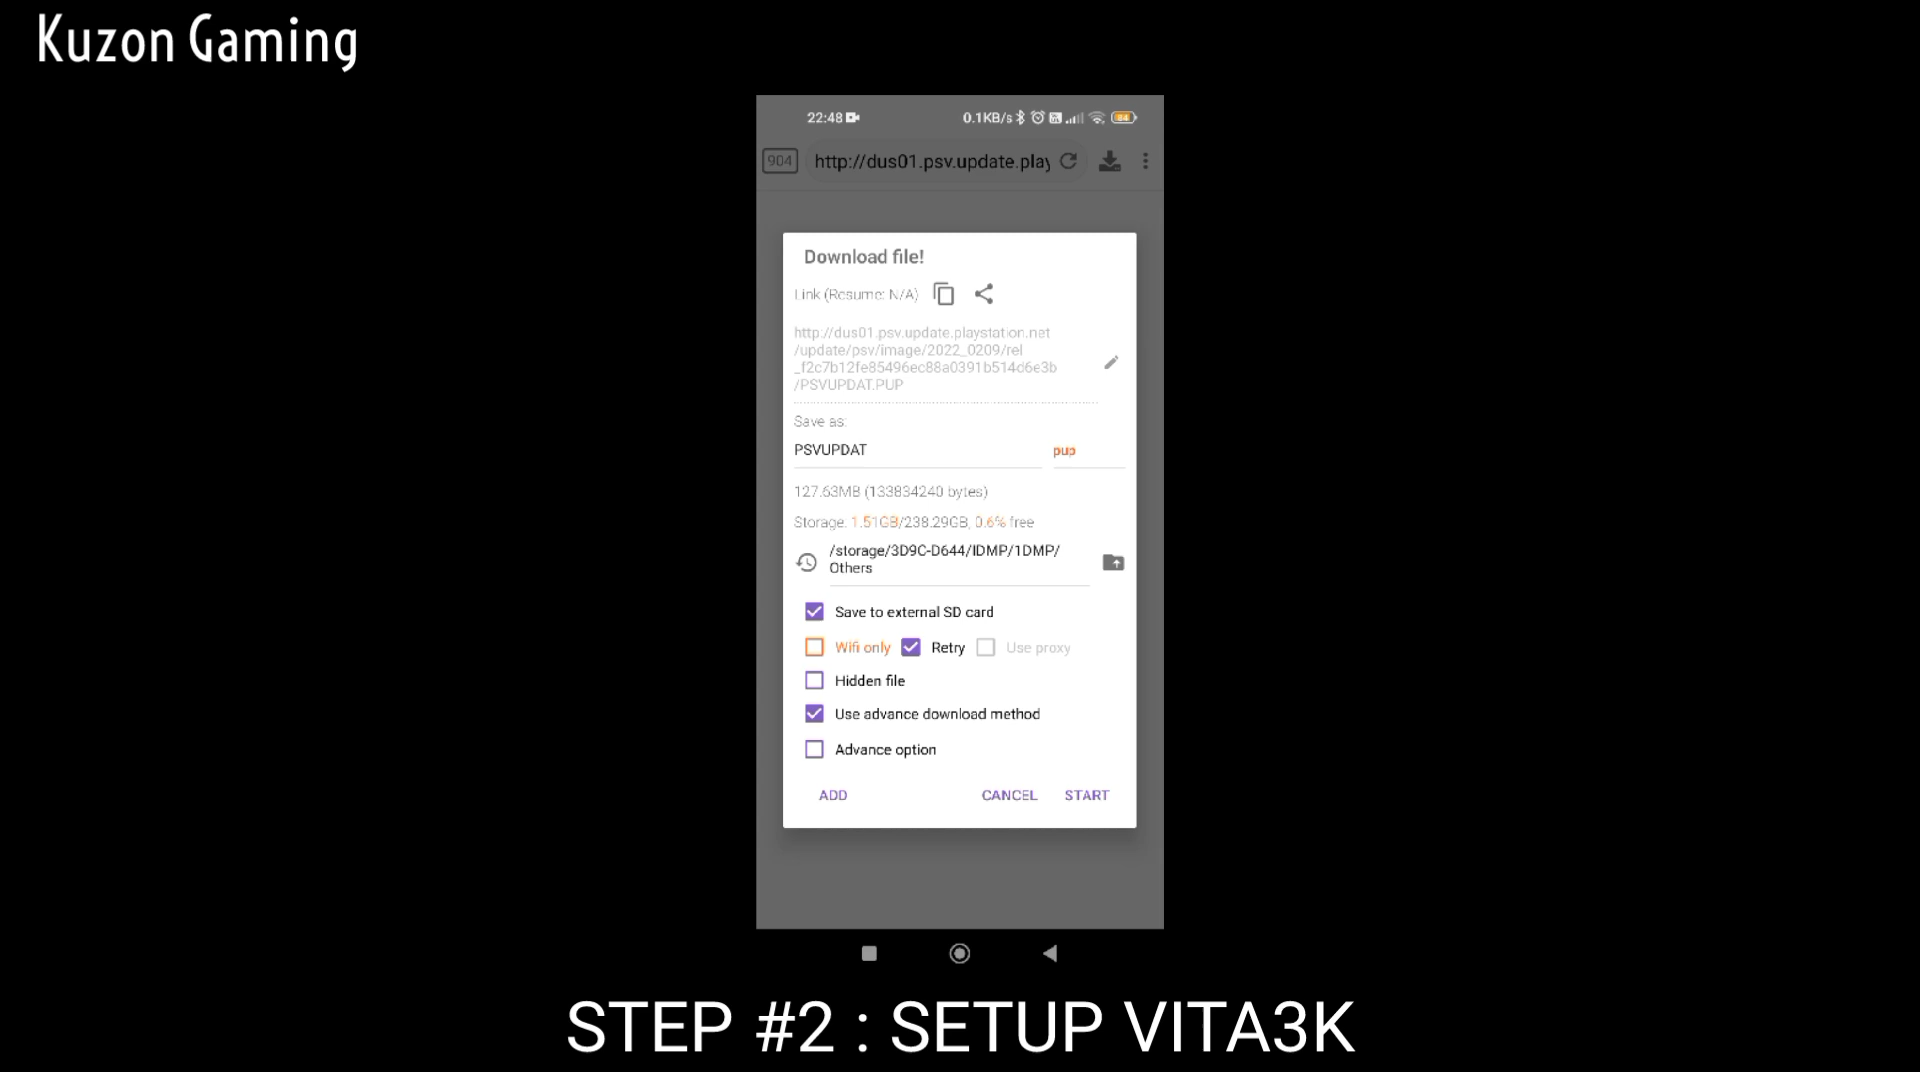 Kuzon Gaming
22:48 0.1KB/s 84
904 http://dus01.psv.update.play
Download file!
Link (Resume: N/A)
http://dus01.psv.update.playstation.net
/update/psv/image/2022_0209/rel
_f2c7b12fe85496ec88a0391b514d6e3b
/PSVUPDAT.PUP
Save as:
PSVUPDAT pup
127.63MB (133834240 bytes)
Storage: 1.51GB/238.29GB, 0.6% free
/storage/3D9C-D644/IDMP/1DMP/
Others
Save to external SD card
Wifi only Retry Use proxy
Hidden file
Use advance download method
Advance option
ADD CANCEL START
STEP #2 : SETUP VITA3K